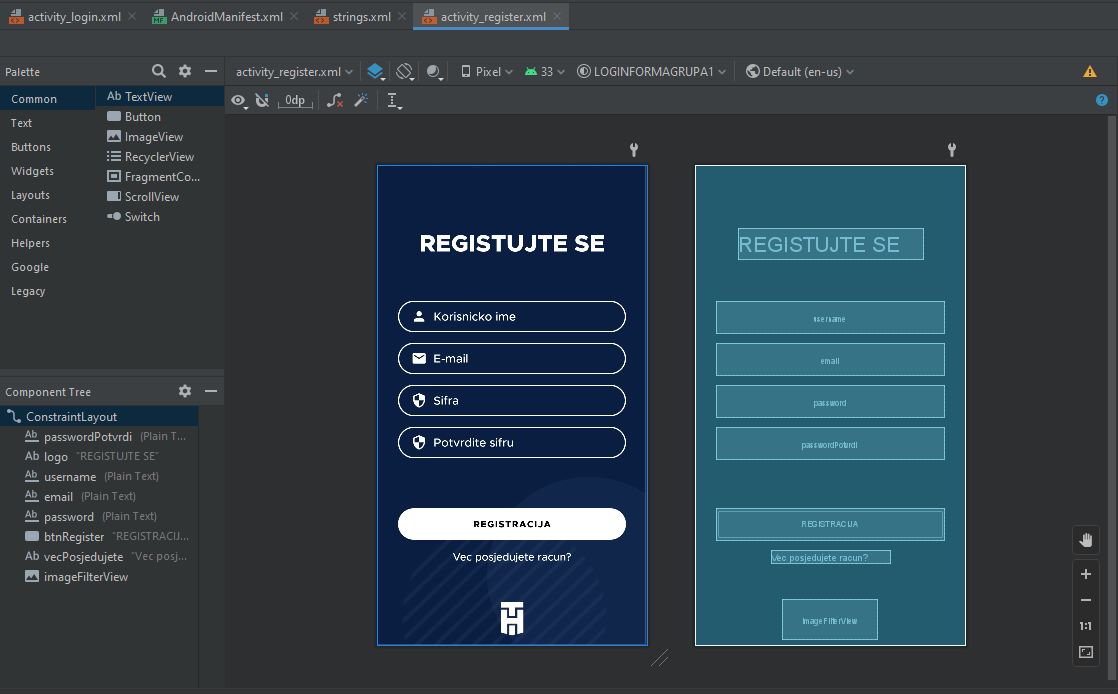 activity_login.xml
AndroidManifest.xml
strings.xml
activity_register.xml
Palette
activity_register.xml
Pixel
33
LOGINFORMAGRUPA1
Default (en-us)
Common
Text
Buttons
Widgets
Layouts
Containers
Helpers
Google
Legacy
Ab TextView
Button
ImageView
RecyclerView
FragmentCo...
ScrollView
Switch
0dp
Component Tree
ConstraintLayout
Ab passwordPotvrdi (Plain T...
Ab logo "REGISTUJTE SE"
Ab username (Plain Text)
Ab email (Plain Text)
Ab password (Plain Text)
btnRegister "REGISTRACIJ...
Ab vecPosjedujete "Vec posj...
imageFilterView
REGISTUJTE SE
Korisnicko ime
E-mail
Sifra
Potvrdite sifru
REGISTRACIJA
Vec posjedujete racun?
REGISTUJTE SE
username
email
password
passwordPotvrdi
REGISTRACIJA
Vec posjedujete racun?
ImageFilterView
1:1